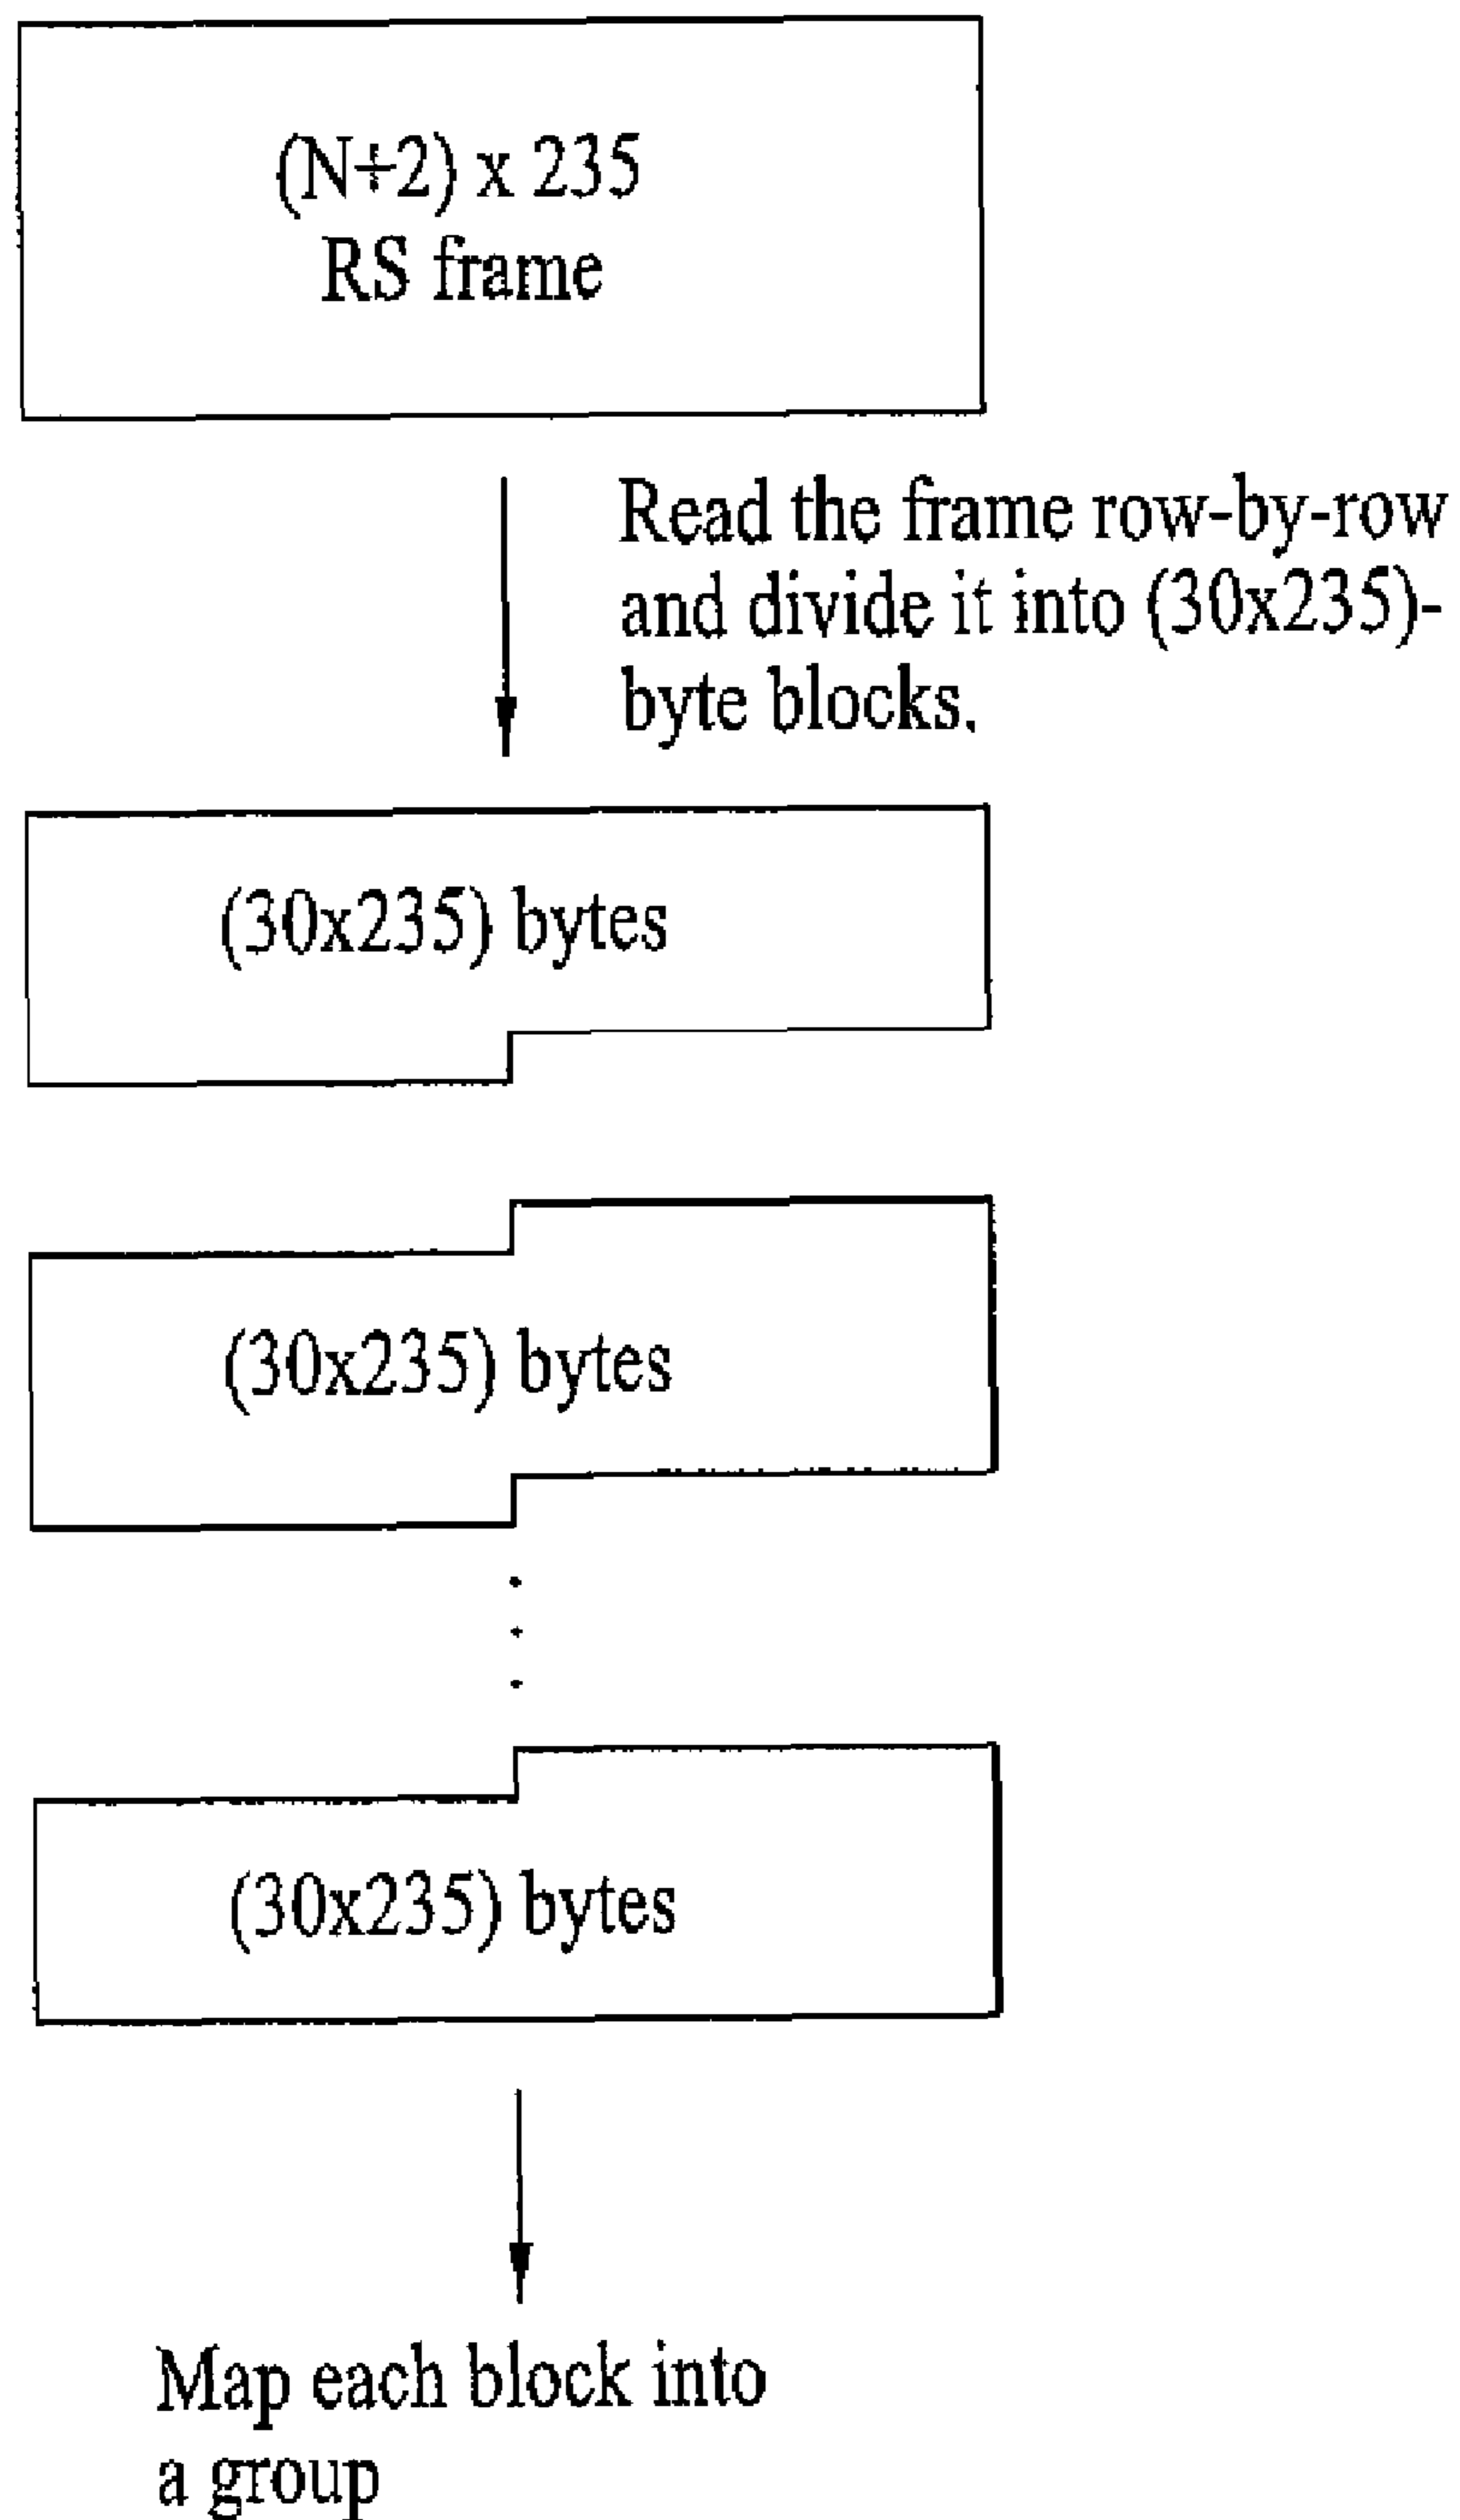 (N+2) x 235
RS frame
Read the frame row-by-row
and divide it into (30x235)-
byte blocks.
(30x235) bytes
(30x235) bytes
(30x235) bytes
Map each block into
a group